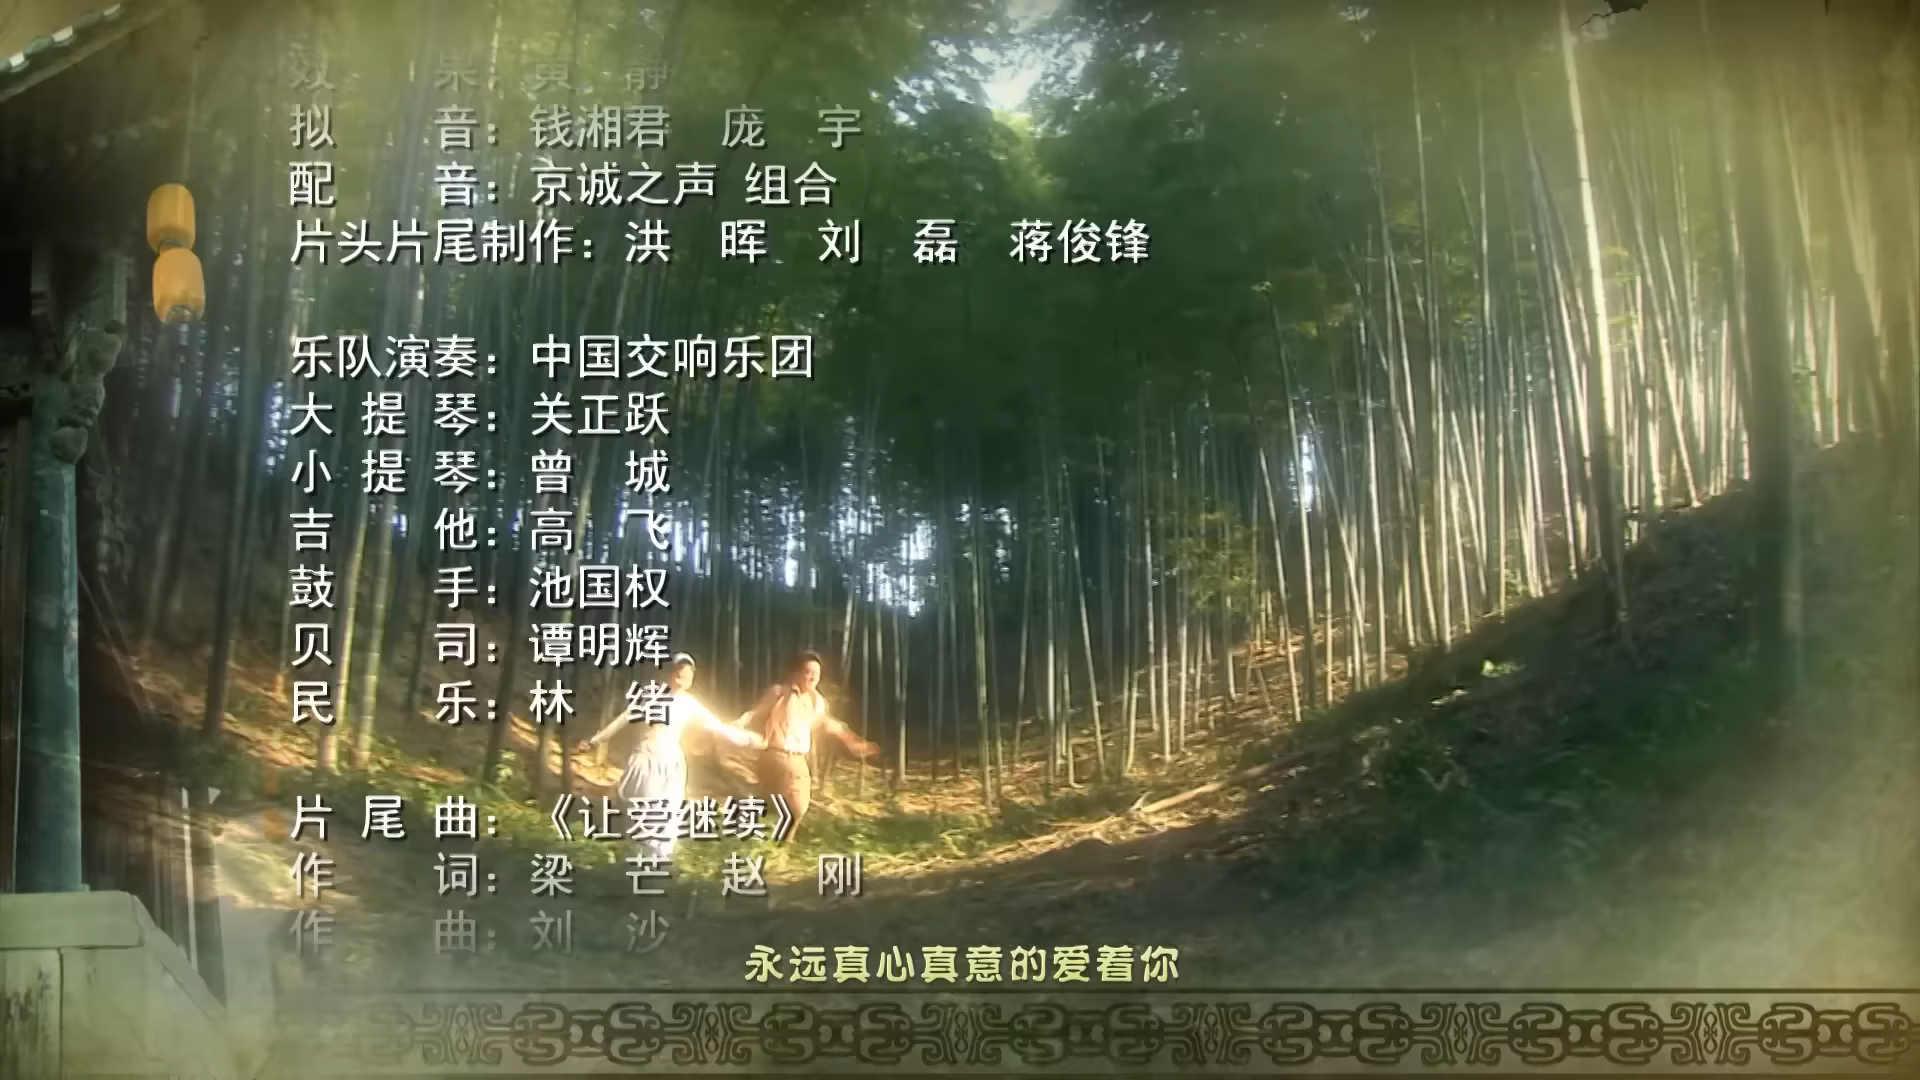 效 果：黄 静
拟 音：钱湘君 庞 宇
配 音：京诚之声 组合
片头片尾制作：洪 晖 刘 磊 蒋俊锋
乐队演奏：中国交响乐团
大 提 琴：关正跃
小 提 琴：曾 城
吉 他：高 飞
鼓 手：池国权
贝 司：谭明辉
民 乐：林 绪
片 尾 曲：《让爱继续》
作 词：梁 芒 赵 刚
作 曲：刘 沙
永远真心真意的爱着你